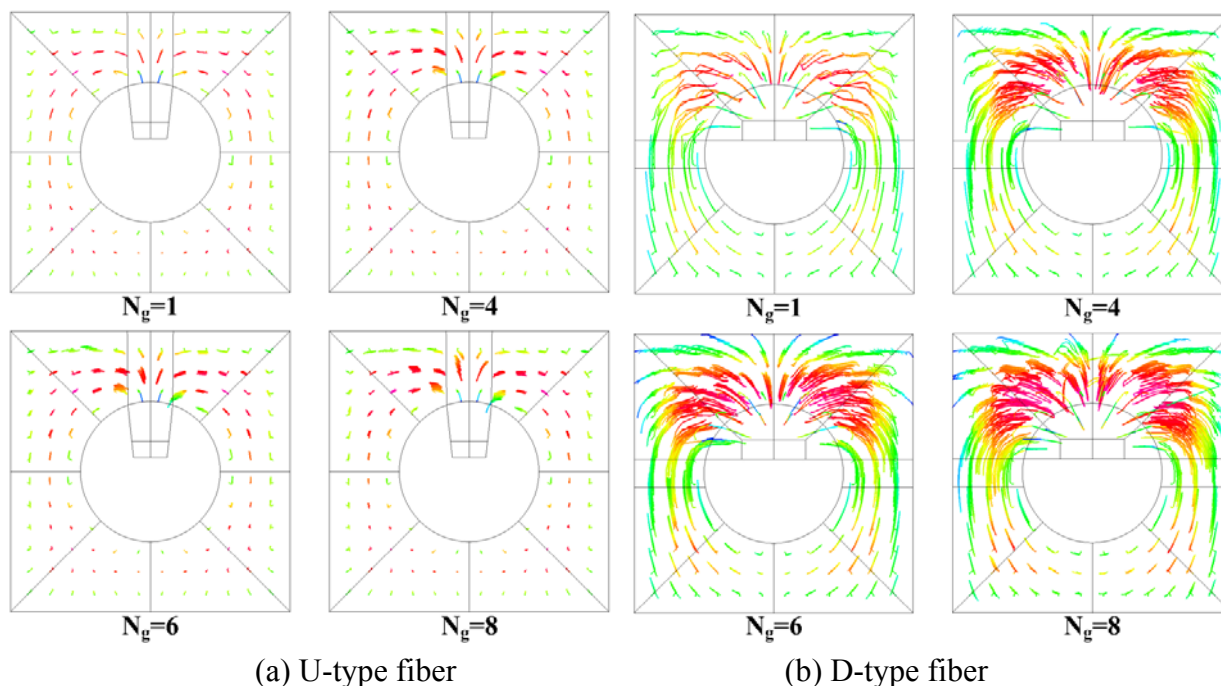 N_g=1 N_g=4 N_g=1 N_g=4
N_g=6 N_g=8 N_g=6 N_g=8
(a) U-type fiber (b) D-type fiber